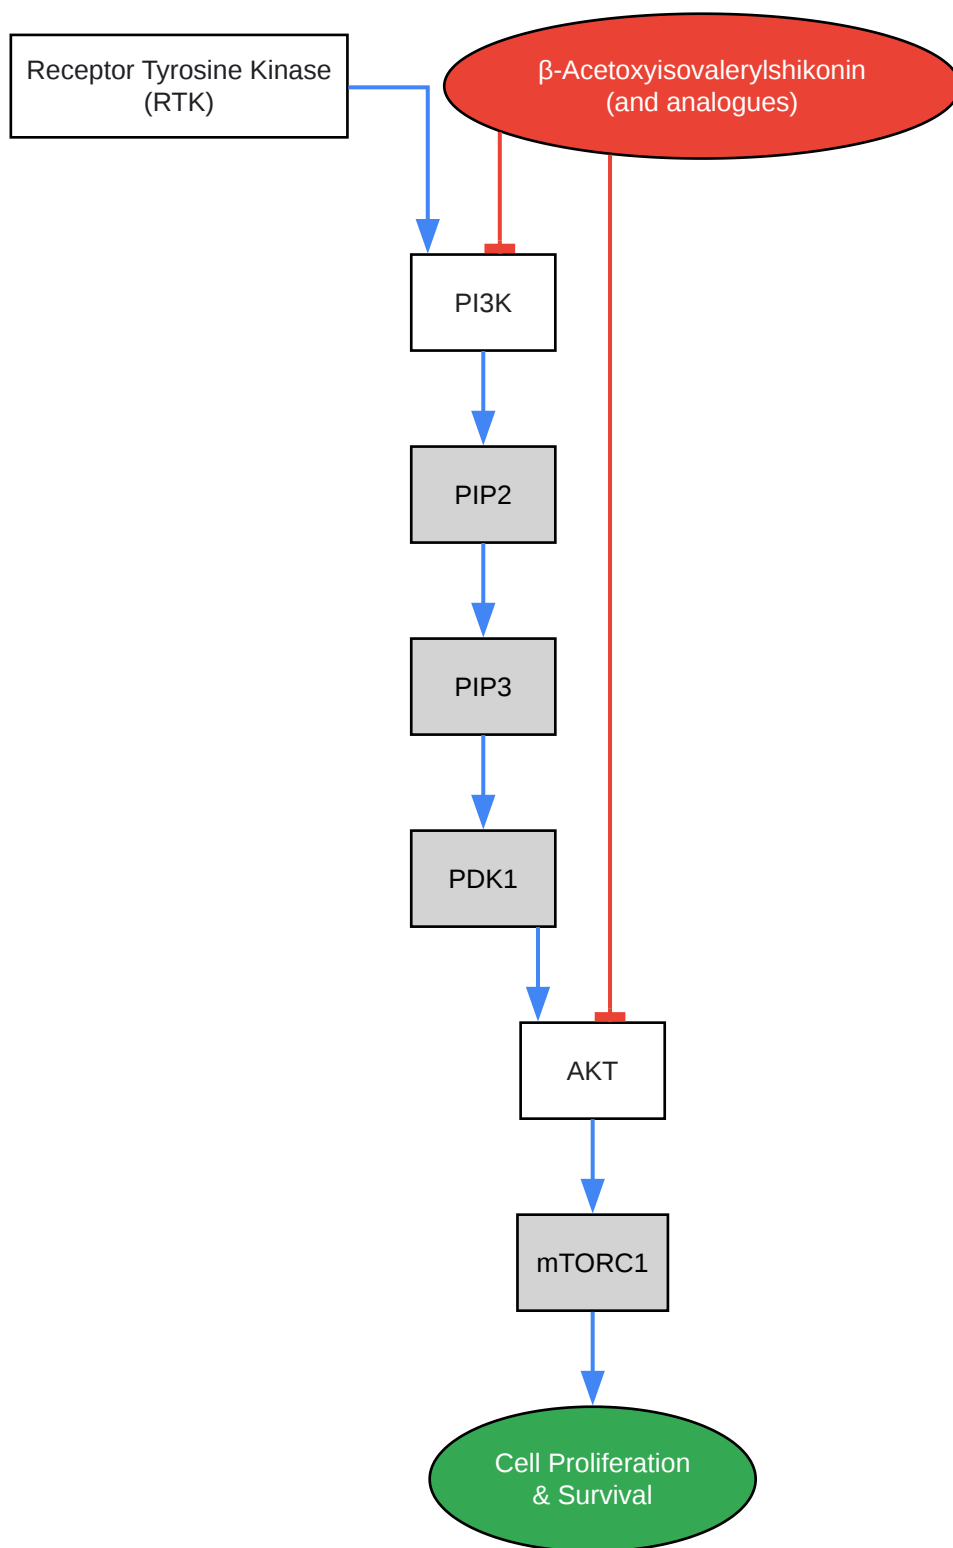 Receptor Tyrosine Kinase
(RTK)
β-Acetoxyisovalerylshikonin
(and analogues)
PI3K
PIP2
PIP3
PDK1
AKT
mTORC1
Cell Proliferation
& Survival